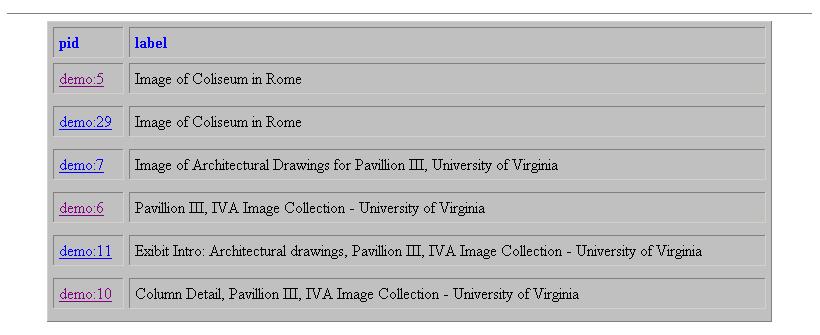 pid label
demo:5 Image of Coliseum in Rome
demo:29 Image of Coliseum in Rome
demo:7 Image of Architectural Drawings for Pavillion III, University of Virginia
demo:6 Pavillion III, IVA Image Collection - University of Virginia
demo:11 Exibit Intro: Architectural drawings, Pavillion III, IVA Image Collection - University of Virginia
demo:10 Column Detail, Pavillion III, IVA Image Collection - University of Virginia